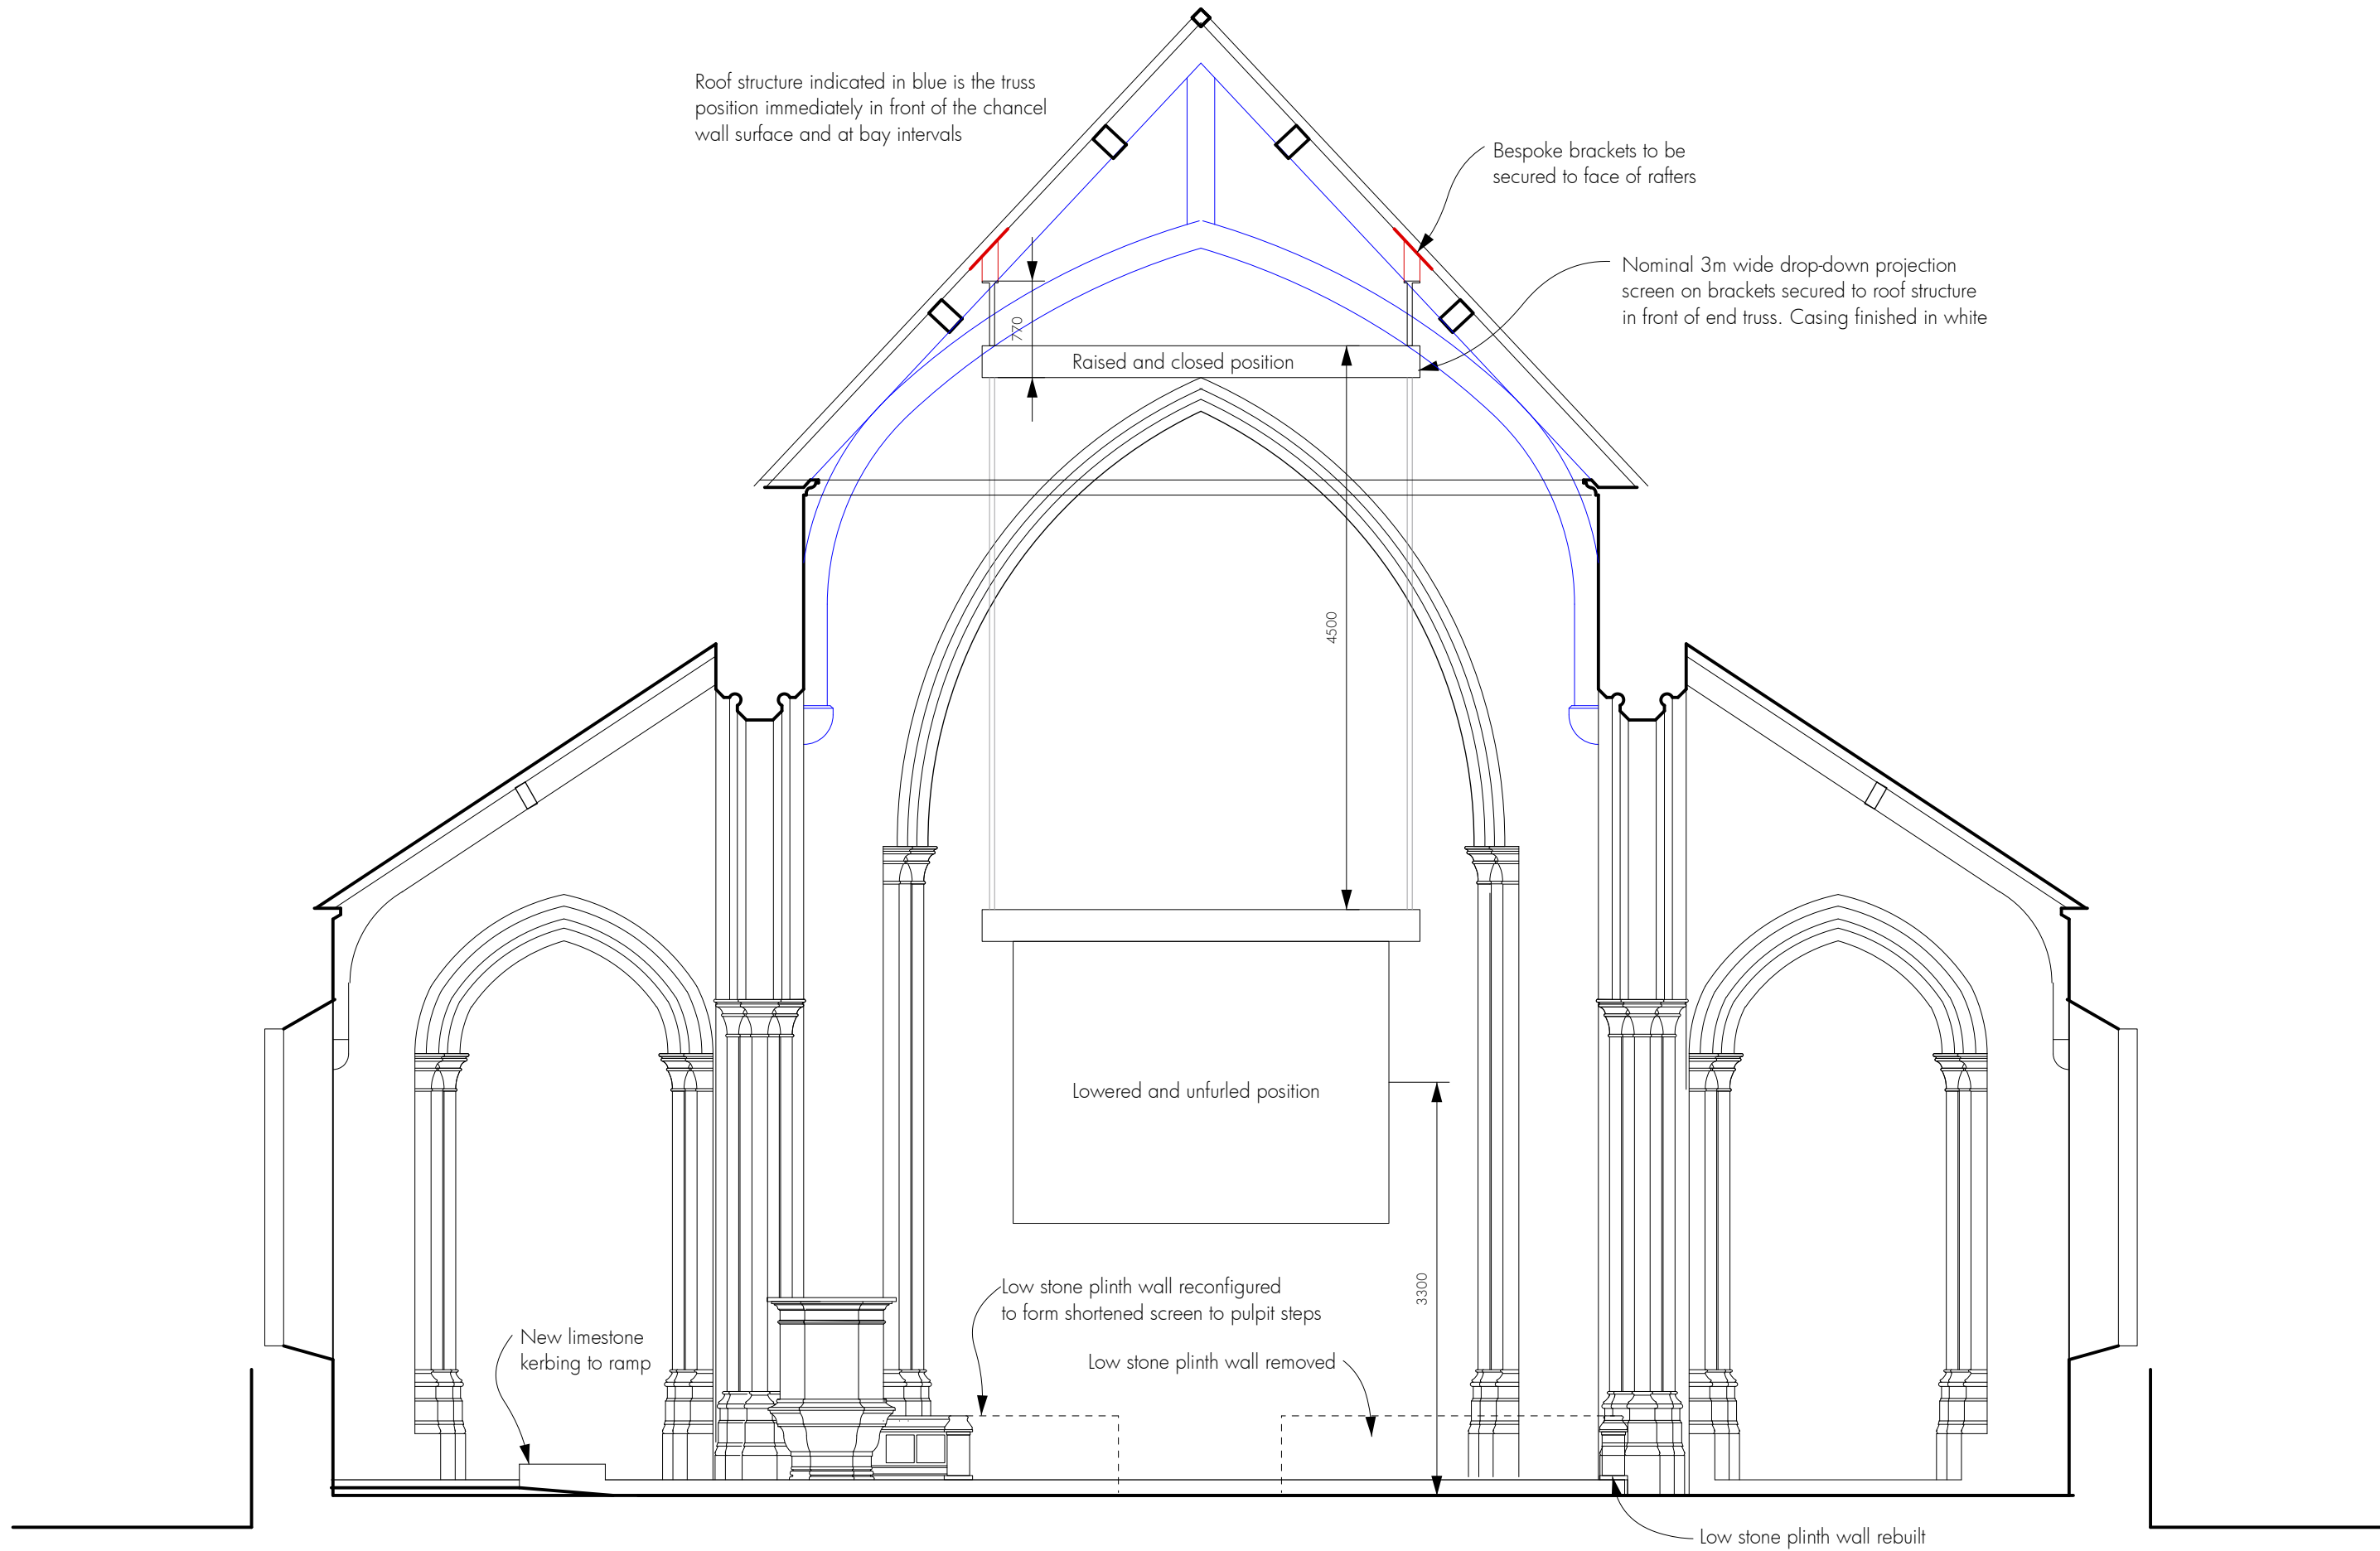 Roof structure indicated in blue is the truss
position immediately in front of the chancel
wall surface and at bay intervals
Bespoke brackets to be
secured to face of rafters
Nominal 3m wide drop-down projection
screen on brackets secured to roof structure
in front of end truss. Casing finished in white
770
Raised and closed position
4500
Lowered and unfurled position
3300
Low stone plinth wall reconfigured
to form shortened screen to pulpit steps
New limestone
kerbing to ramp
Low stone plinth wall removed
Low stone plinth wall rebuilt